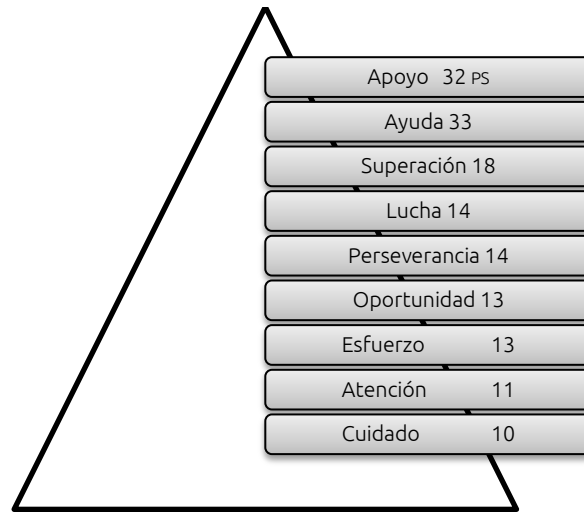 Apoyo 32 PS
Ayuda 33
Superación 18
Lucha 14
Perseverancia 14
Oportunidad 13
Esfuerzo 13
Atención 11
Cuidado 10